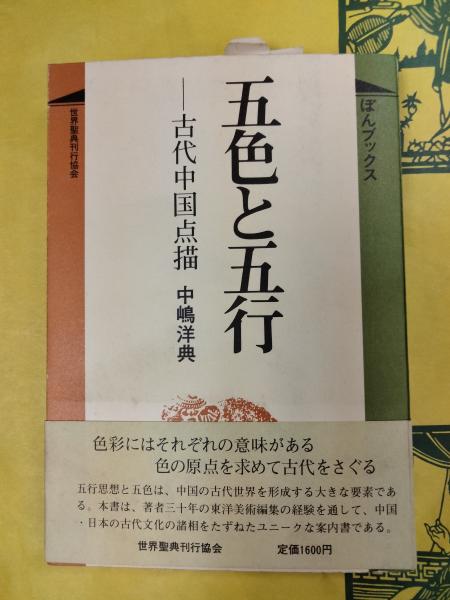 ぼんブックス
五色と五行
──古代中国点描
中嶋洋典
世界聖典刊行協会
色彩にはそれぞれの意味がある
色の原点を求めて古代をさぐる
五行思想と五色は、中国の古代世界を形成する大きな要素であ
る。本書は、著者三十年の東洋美術編集の経験を通して、中国
・日本の古代文化の諸相をたずねたユニークな案内書である。
世界聖典刊行協会 定価1600円